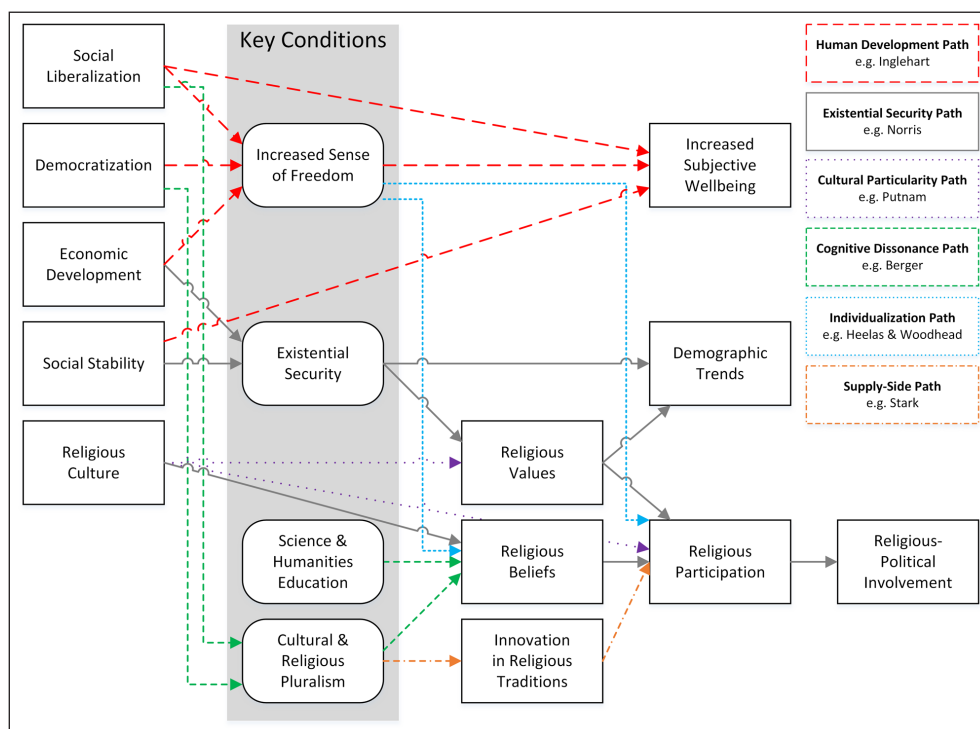 Key Conditions
Social
Liberalization
Democratization
Economic
Development
Social Stability
Religious
Culture
Increased Sense
of Freedom
Existential
Security
Science &
Humanities
Education
Cultural &
Religious
Pluralism
Religious
Values
Religious
Beliefs
Innovation
in Religious
Traditions
Increased
Subjective
Wellbeing
Demographic
Trends
Religious
Participation
Religious-
Political
Involvement
Human Development Path
e.g. Inglehart
Existential Security Path
e.g. Norris
Cultural Particularity Path
e.g. Putnam
Cognitive Dissonance Path
e.g. Berger
Individualization Path
e.g. Heelas & Woodhead
Supply-Side Path
e.g. Stark